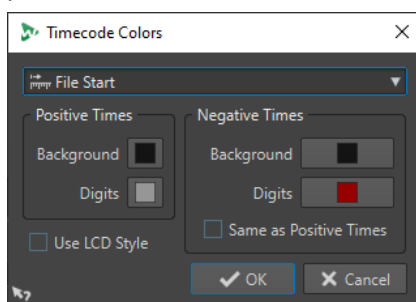 Timecode Colors
File Start
Positive Times
Background
Digits
Negative Times
Background
Digits
Same as Positive Times
Use LCD Style
OK
Cancel